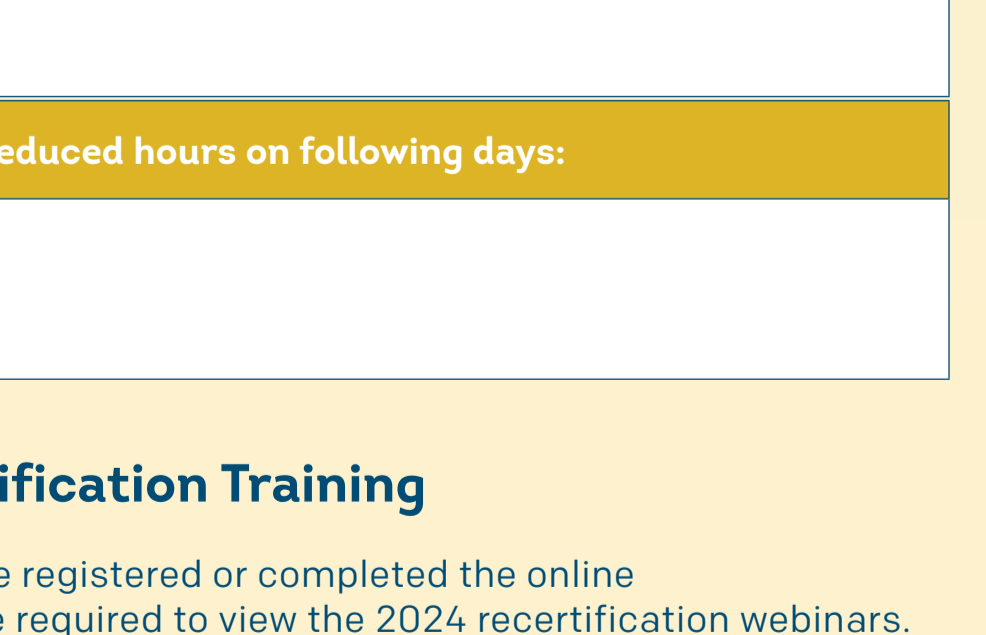 educed hours on following days:
ification Training
e registered or completed the online
e required to view the 2024 recertification webinars.